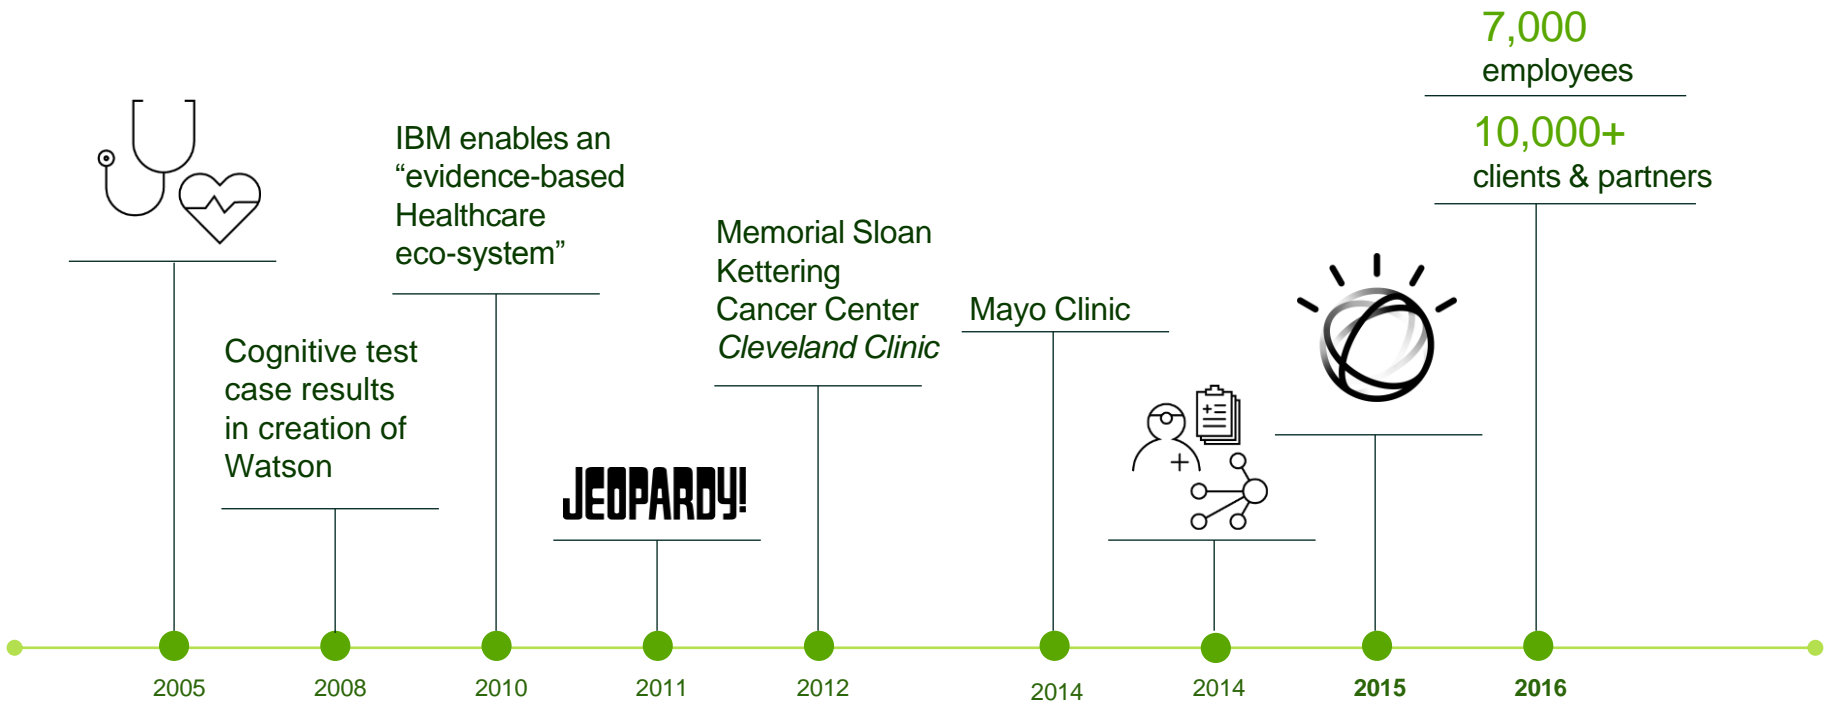 7,000
employees
10,000+
clients & partners
IBM enables an
“evidence-based
Healthcare
eco-system”
Memorial Sloan
Kettering
Cancer Center
Cleveland Clinic
Mayo Clinic
Cognitive test
case results
in creation of
Watson
JEOPARDY!
2005
2008
2010
2011
2012
2014
2014
2015
2016